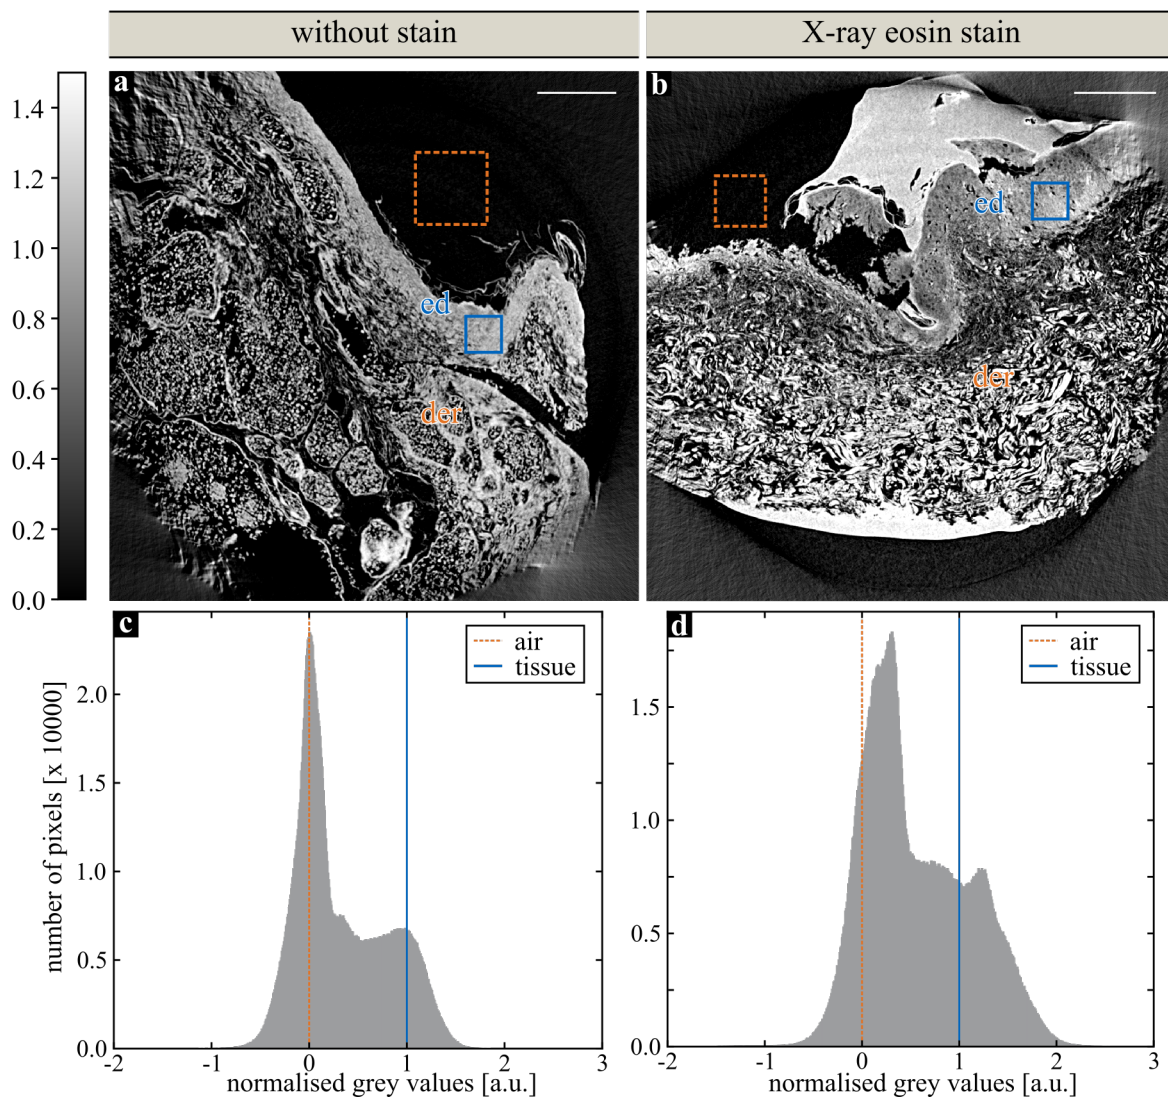 without stain
X-ray eosin stain
a
b
1.4
1.2
1.0
0.8
0.6
0.4
0.2
0.0
ed
der
ed
der
c
d
air
tissue
air
tissue
number of pixels [x 10000]
2.0
1.5
1.0
0.5
0.0
1.5
1.0
0.5
0.0
-2 -1 0 1 2 3
-2 -1 0 1 2 3
normalised grey values [a.u.]
normalised grey values [a.u.]